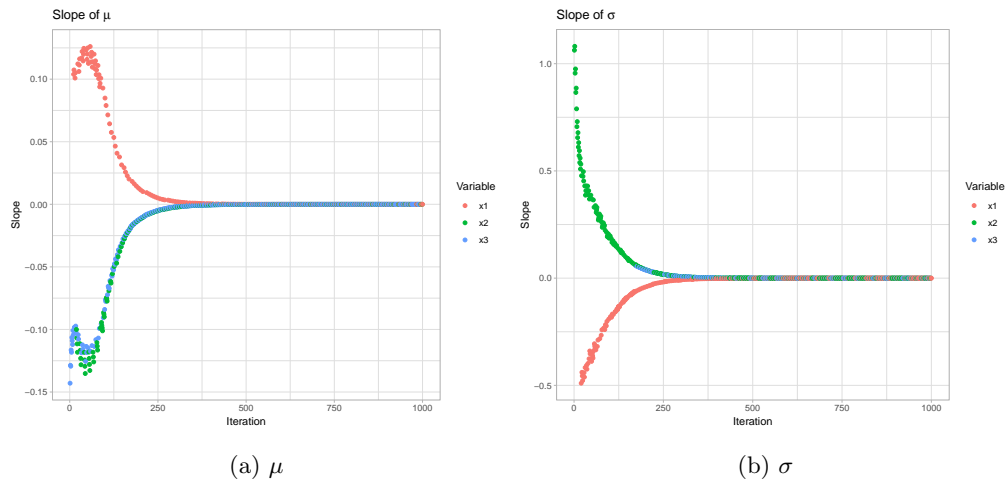 Slope of μ
0.10
0.05
0.00
−0.05
−0.10
−0.15
Slope
0
250
500
750
1000
Iteration
Variable
x1
x2
x3
(a) μ
Slope of σ
1.0
0.5
0.0
−0.5
Slope
0
250
500
750
1000
Iteration
Variable
x1
x2
x3
(b) σ